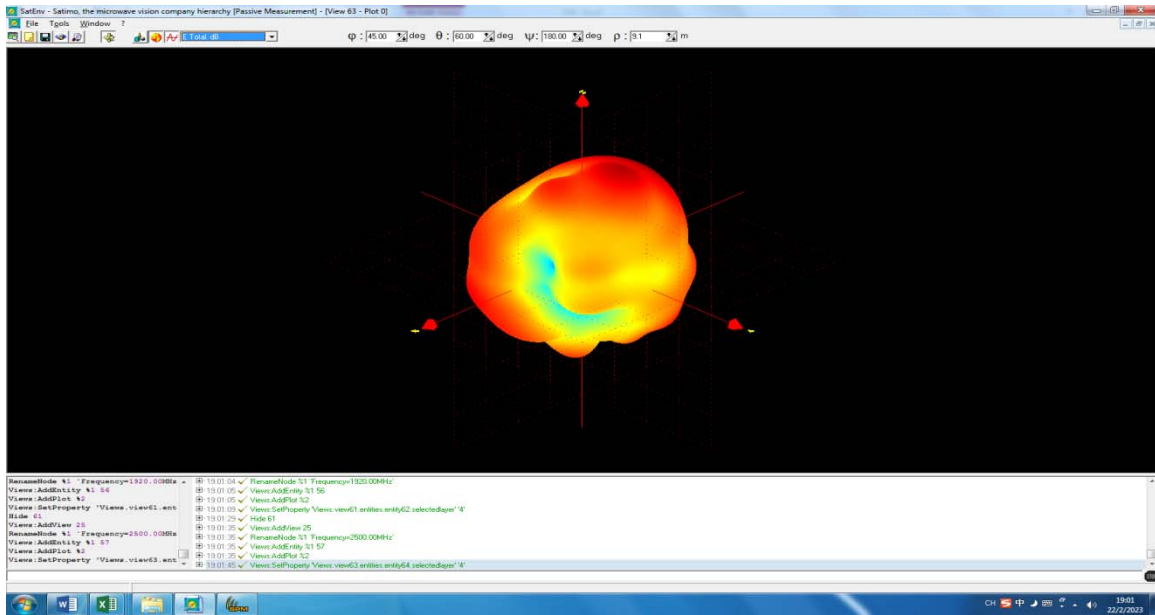 SatEnv - Satimo, the microwave vision company hierarchy [Passive Measurement] - [View 63 - Plot 0]
File Tools Window ?
E Total dB φ : 45.00 deg θ : 60.00 deg ψ: 180.00 deg ρ : 9.1 m
RenameNode %1 'Frequency=1920.00MHz
Views:AddEntity %1 56
Views:AddPlot %2
Views:SetProperty 'Views.view61.ent
Hide 61
Views:AddView 25
RenameNode %1 'Frequency=2500.00MHz
Views:AddEntity %1 57
Views:AddPlot %2
Views:SetProperty 'Views.view63.ent
19:01:04 RenameNode %1 'Frequency=1920.00MHz'
19:01:05 Views:AddEntity %1 56
19:01:05 Views:AddPlot %2
19:01:09 Views:SetProperty 'Views.view61.entities.entity62.selectedlayer' '4'
19:01:29 Hide 61
19:01:35 Views:AddView 25
19:01:35 RenameNode %1 'Frequency=2500.00MHz'
19:01:35 Views:AddEntity %1 57
19:01:35 Views:AddPlot %2
19:01:45 Views:SetProperty 'Views.view63.entities.entity64.selectedlayer' '4'
CH 中 19:01
22/2/2023